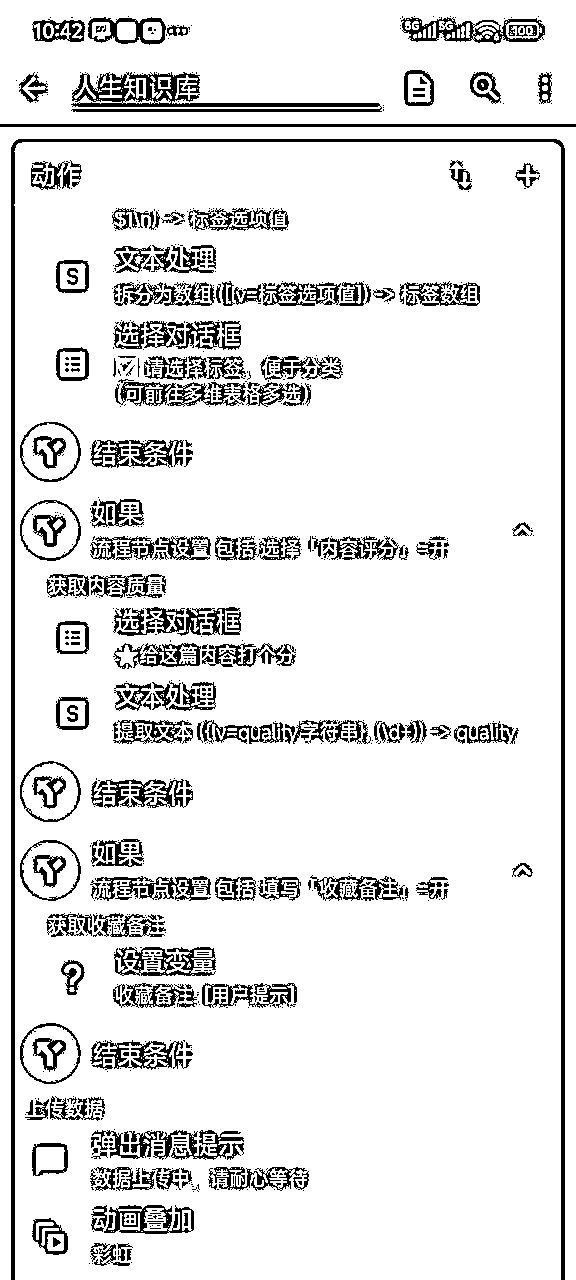 10:42
5G 5G 100
人生知识库
动作
$1\n) -> 标签选项值
文本处理
拆分为数组 ([lv=标签选项值]) -> 标签数组
选择对话框
请选择标签，便于分类
(可前往多维表格多选)
结束条件
如果
流程节点设置 包括 选择「内容评分」=开
获取内容质量
选择对话框
给这篇内容打个分
文本处理
提取文本 ({lv=quality字符串}, (\d+)) -> quality
结束条件
如果
流程节点设置 包括 填写「收藏备注」=开
获取收藏备注
设置变量
收藏备注: [用户提示]
结束条件
上传数据
弹出消息提示
数据上传中，请耐心等待
动画叠加
彩虹